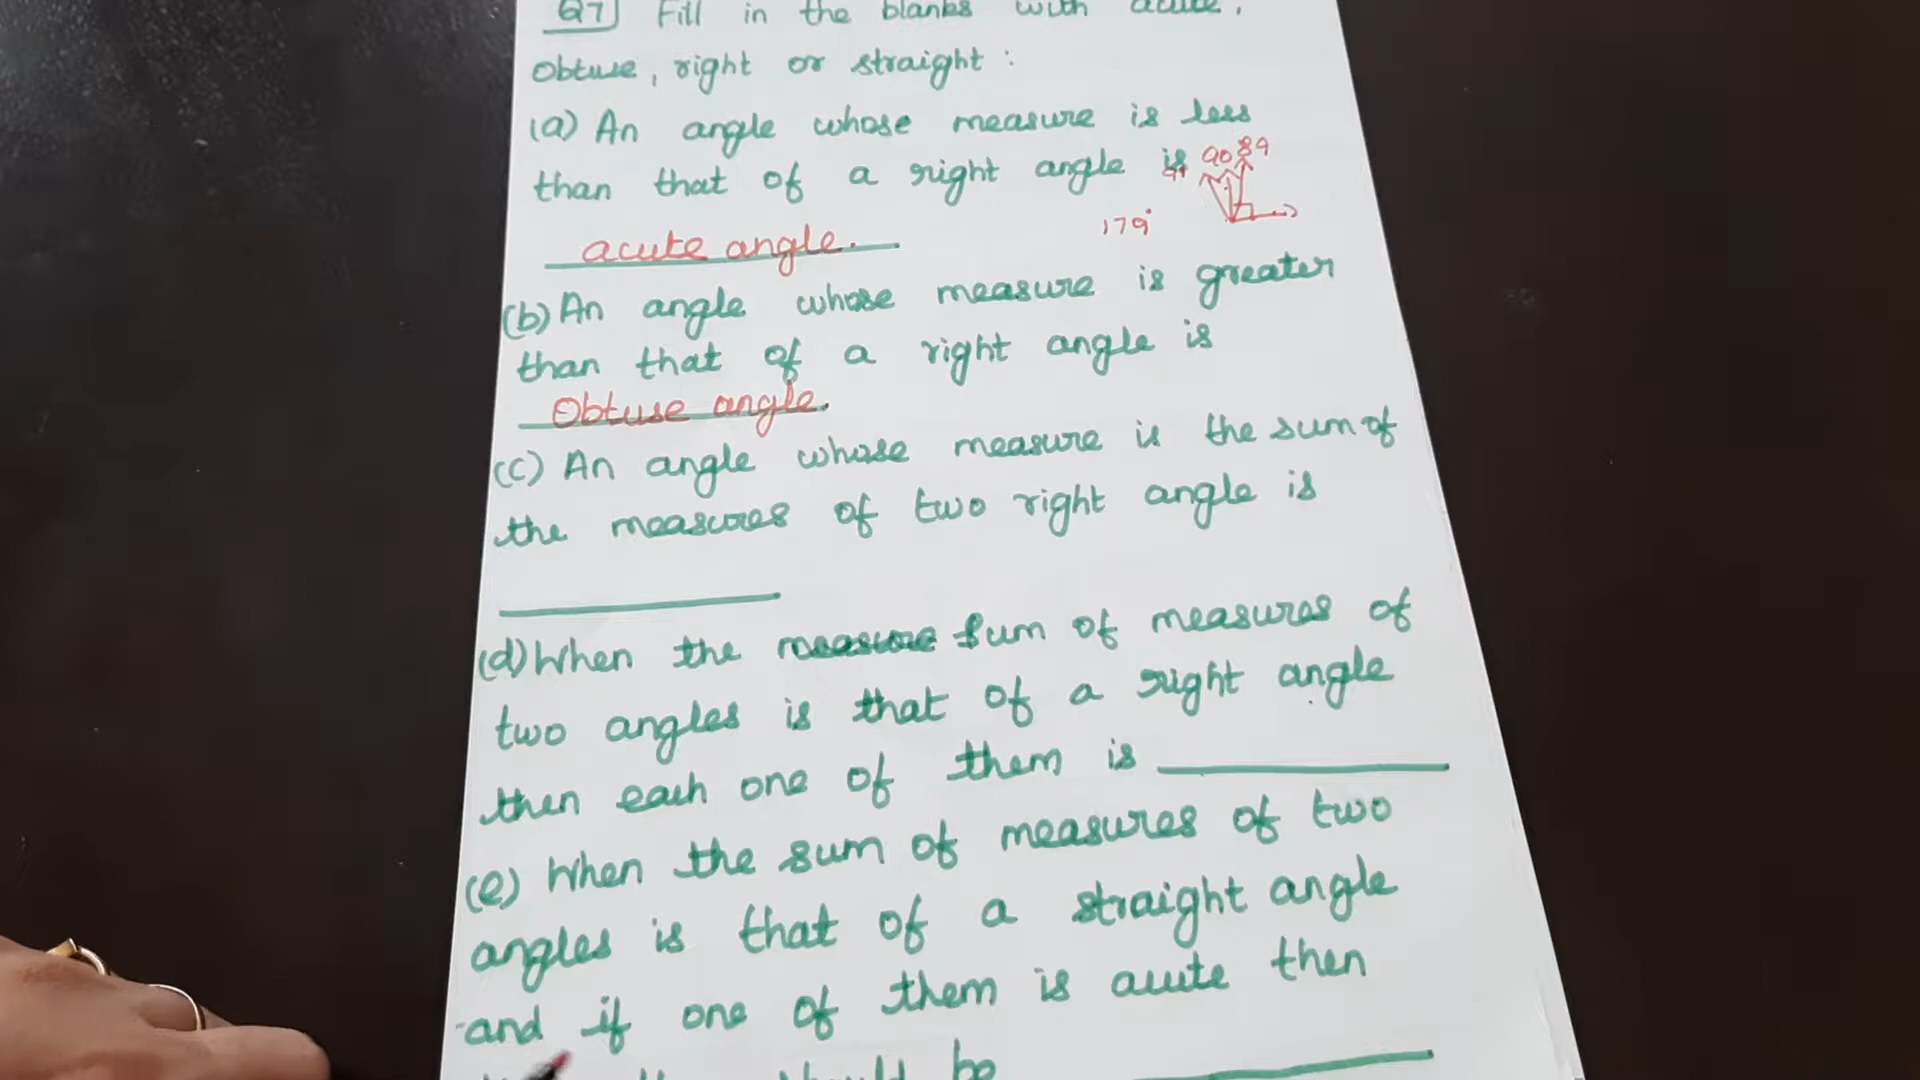 Q7 Fill in the blanks with acute,
obtuse, right or straight :
(a) An angle whose measure is less
than that of a right angle is
90 89
91
179°
acute angle.
(b) An angle whose measure is greater
than that of a right angle is
Obtuse angle.
(c) An angle whose measure is the sum of
the measures of two right angle is
(d) When the measure Sum of measures of
two angles is that of a right angle
then each one of them is
(e) When the sum of measures of two
angles is that of a straight angle
and if one of them is acute then
should be